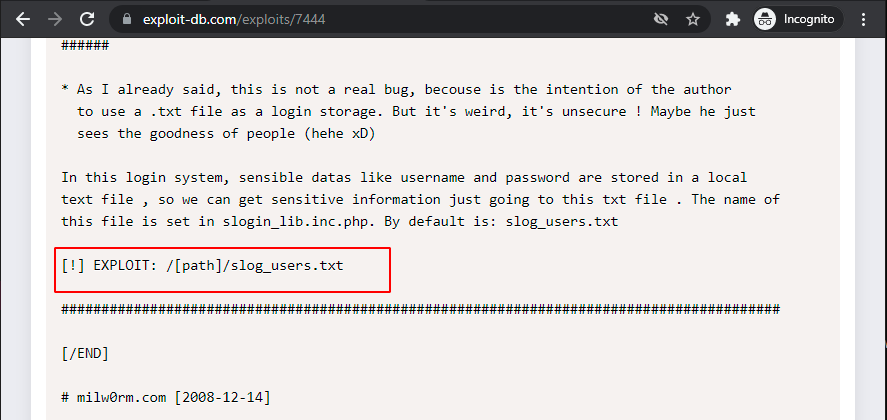 exploit-db.com/exploits/7444
Incognito
######
* As I already said, this is not a real bug, becouse is the intention of the author
to use a .txt file as a login storage. But it's weird, it's unsecure ! Maybe he just
sees the goodness of people (hehe xD)
In this login system, sensible datas like username and password are stored in a local
text file , so we can get sensitive information just going to this txt file . The name of
this file is set in slogin_lib.inc.php. By default is: slog_users.txt
[!] EXPLOIT: /[path]/slog_users.txt
##########################################################################################
[/END]
# milw0rm.com [2008-12-14]